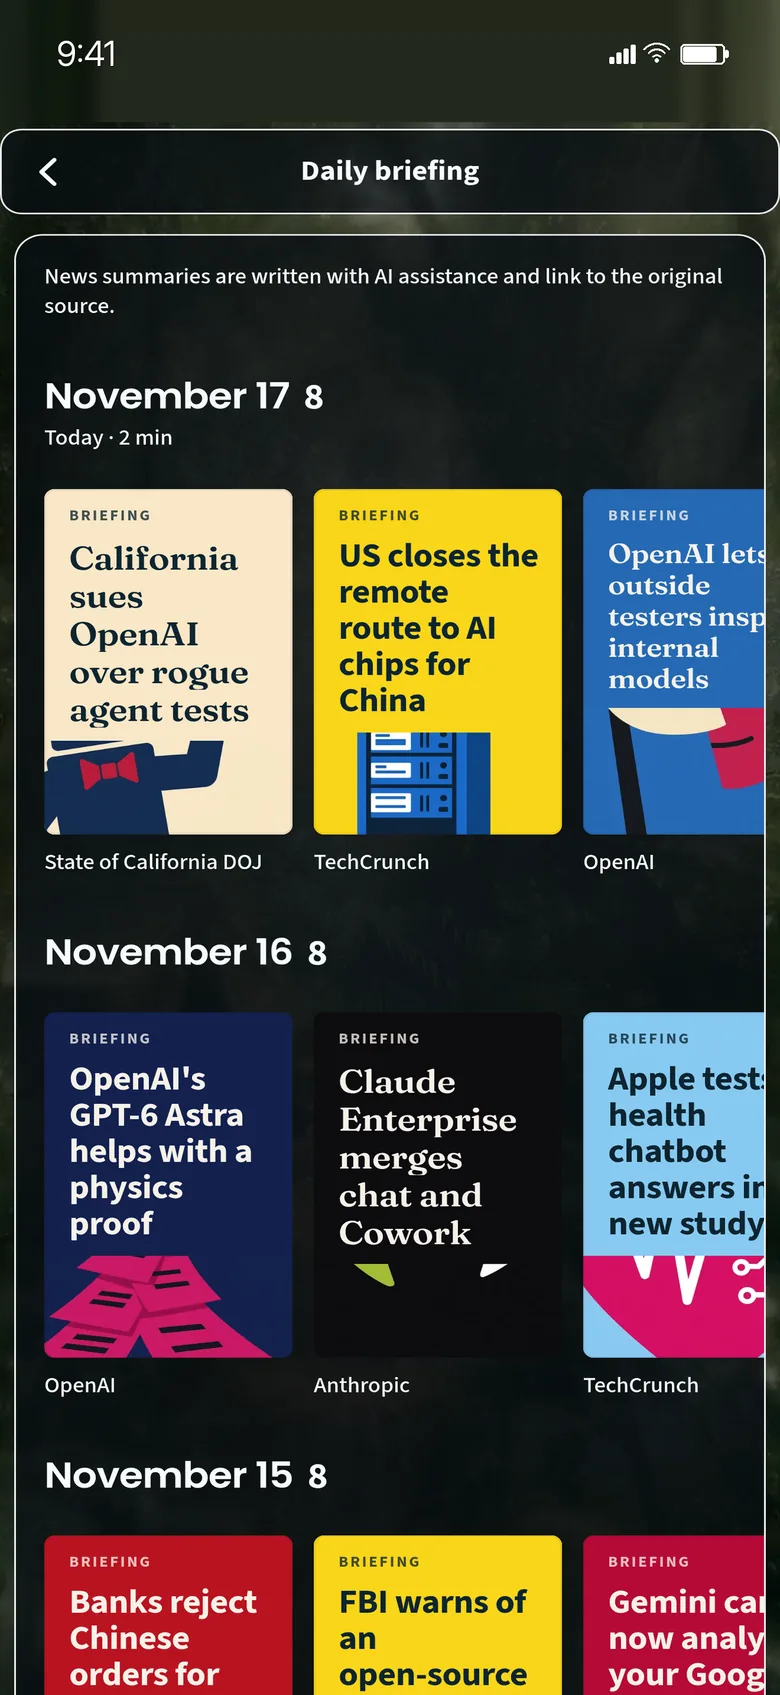 9:41
Daily briefing
News summaries are written with AI assistance and link to the original
source.
November 17 8
Today · 2 min
BRIEFING
California
sues
OpenAI
over rogue
agent tests
State of California DOJ
BRIEFING
US closes the
remote
route to AI
chips for
China
TechCrunch
BRIEFING
OpenAI lets
outside
testers insp
internal
models
OpenAI
November 16 8
BRIEFING
OpenAI's
GPT-6 Astra
helps with a
physics
proof
OpenAI
BRIEFING
Claude
Enterprise
merges
chat and
Cowork
Anthropic
BRIEFING
Apple tests
health
chatbot
answers in
new study
TechCrunch
November 15 8
BRIEFING
Banks reject
Chinese
orders for
BRIEFING
FBI warns of
an
open-source
BRIEFING
Gemini can
now analy
your Goog